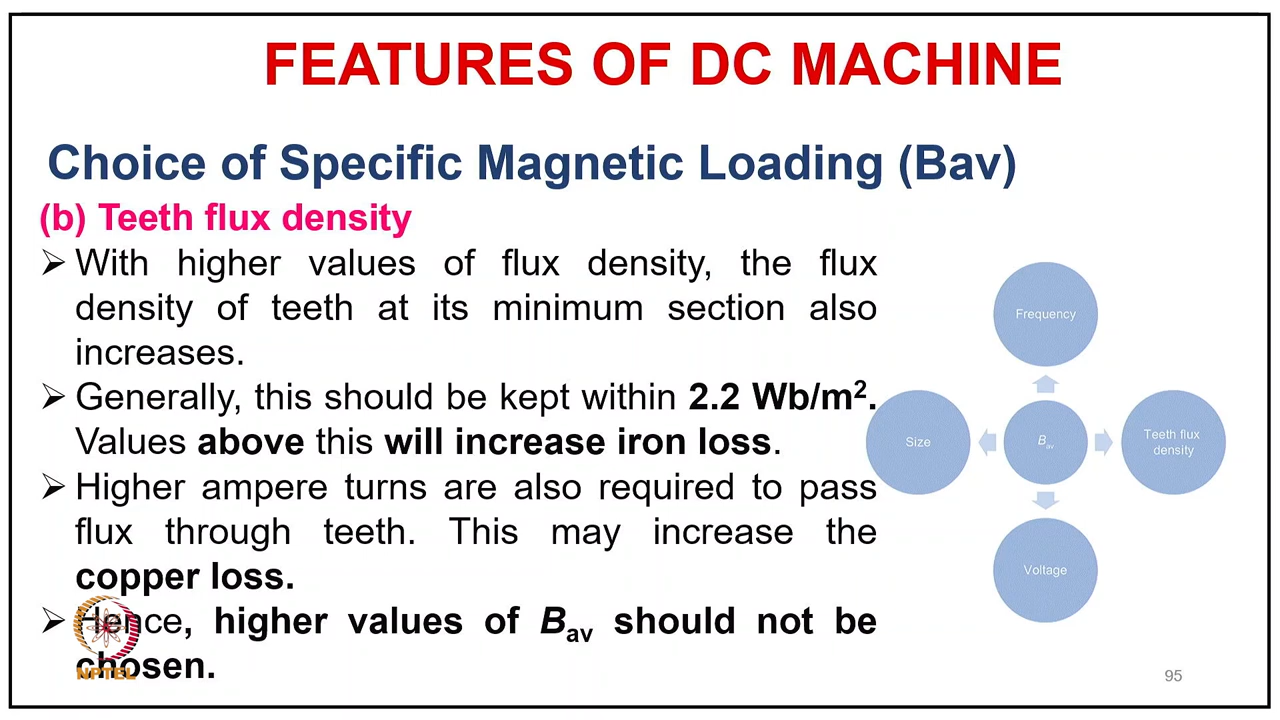 FEATURES OF DC MACHINE
Choice of Specific Magnetic Loading (Bav)
(b) Teeth flux density
➢ With higher values of flux density, the flux
density of teeth at its minimum section also
increases.
➢ Generally, this should be kept within 2.2 Wb/m².
Values above this will increase iron loss.
➢ Higher ampere turns are also required to pass
flux through teeth. This may increase the
copper loss.
➢ Hence, higher values of Bav should not be
chosen.
Frequency
Size
Bav
Teeth flux
density
Voltage
NPTEL
95